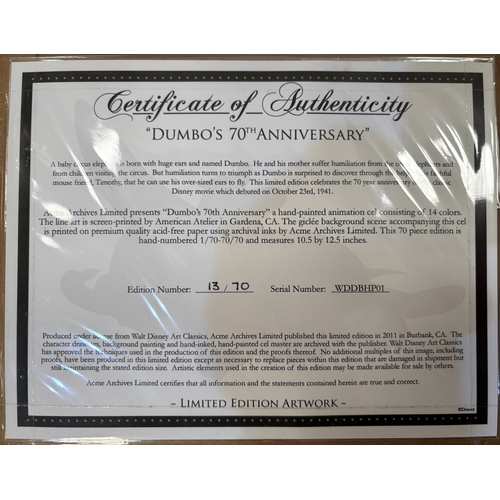 Certificate of Authenticity
"DUMBO'S 70TH ANNIVERSARY"
A baby circus elephant is born with huge ears and named Dumbo. He and his mother suffer humiliation from the other elephants and
from children visiting the circus. But humiliation turns to triumph as Dumbo is surprised to discover through the help of his faithful
mouse friend, Timothy, that he can use his over-sized ears to fly. This limited edition celebrates the 70 year anniversary of the classic
Disney movie which debuted on October 23rd, 1941.
Acme Archives Limited presents "Dumbo's 70th Anniversary" a hand-painted animation cel consisting of 14 colors.
The line art is screen-printed by American Atelier in Gardena, CA. The giclée background scene accompanying this cel
is printed on premium quality acid-free paper using archival inks by Acme Archives Limited. This 70 piece edition is
hand-numbered 1/70-70/70 and measures 10.5 by 12.5 inches.
Edition Number: 13 / 70 Serial Number: WDDBHP01
Produced under license from Walt Disney Art Classics, Acme Archives Limited published this limited edition in 2011 in Burbank, CA. The
character drawing, background painting and hand-inked, hand-painted cel master are archived with the publisher. Walt Disney Art Classics
has approved the techniques used in the production of this edition and the proofs thereof. No additional multiples of this image, including
proofs, have been produced in this limited edition except as necessary to replace pieces within this edition that are damaged in shipment but
still maintaining the stated edition size. Artistic elements used in the creation of this edition may be made available for sale by others.
Acme Archives Limited certifies that all information and the statements contained herein are true and correct.
~ LIMITED EDITION ARTWORK ~
©Disney